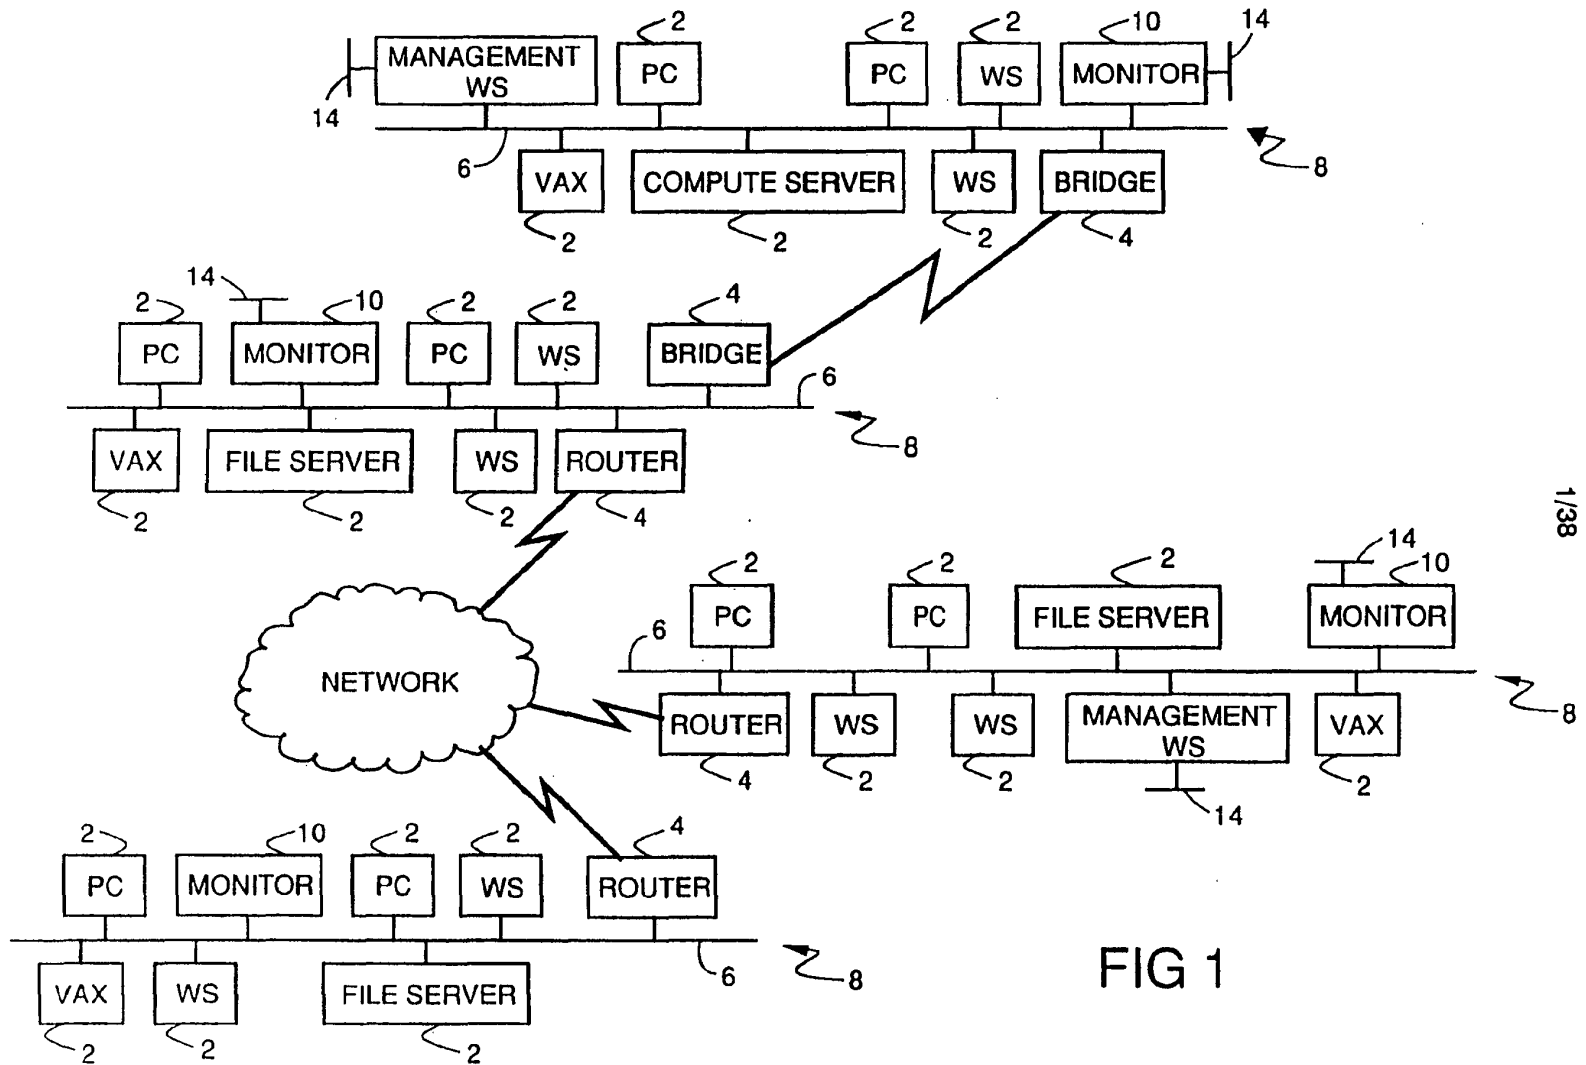 2 2 2 10 14
MANAGEMENT
WS
PC PC WS MONITOR
14
6 8
VAX COMPUTE SERVER WS BRIDGE
2 2 2 4
14
2 10 2 2 4
PC MONITOR PC WS BRIDGE
6
8
VAX FILE SERVER WS ROUTER
2 2 2 4
1/38
14
2 2 2 10
PC PC FILE SERVER MONITOR
6
NETWORK
8
ROUTER WS WS MANAGEMENT
WS
VAX
4 2 2 2
14
2 10 2 2 4
PC MONITOR PC WS ROUTER
6 8
VAX WS FILE SERVER
2 2 2
FIG 1